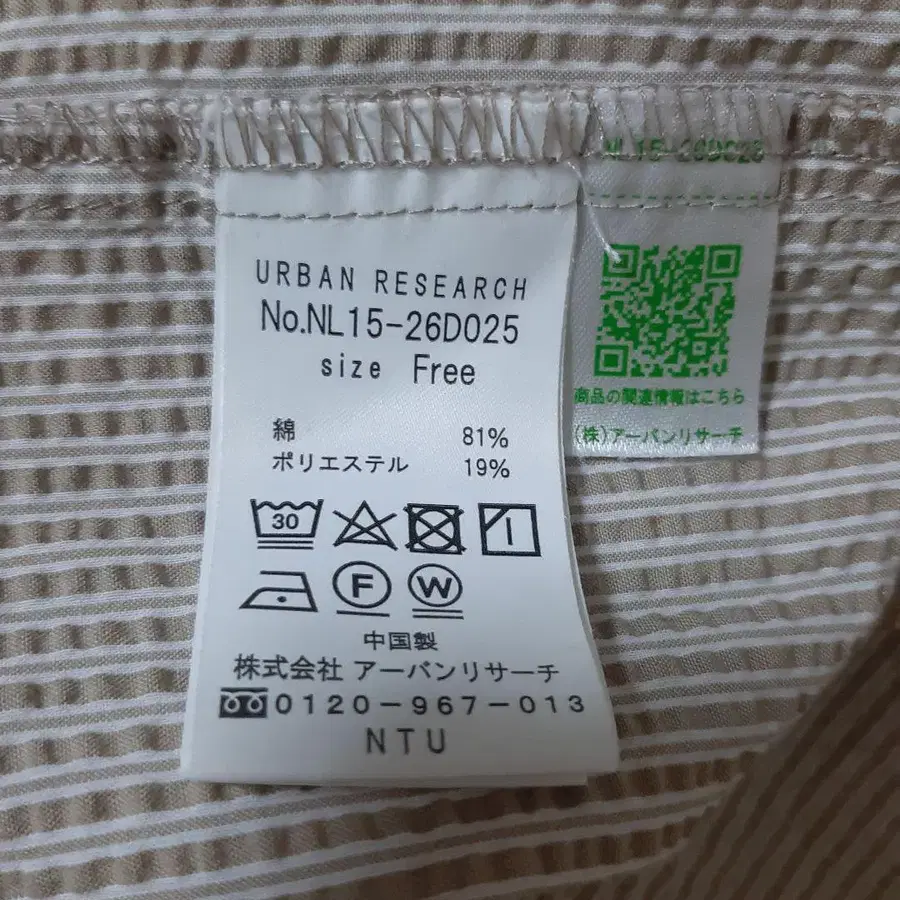 URBAN RESEARCH
No.NL15-26D025
size Free
綿 81%
ポリエステル 19%
30
F W
中国製
株式会社 アーバンリサーチ
0120-967-013
NTU
NL15-26D025
商品の関連情報はこちら
(株)アーバンリサーチ